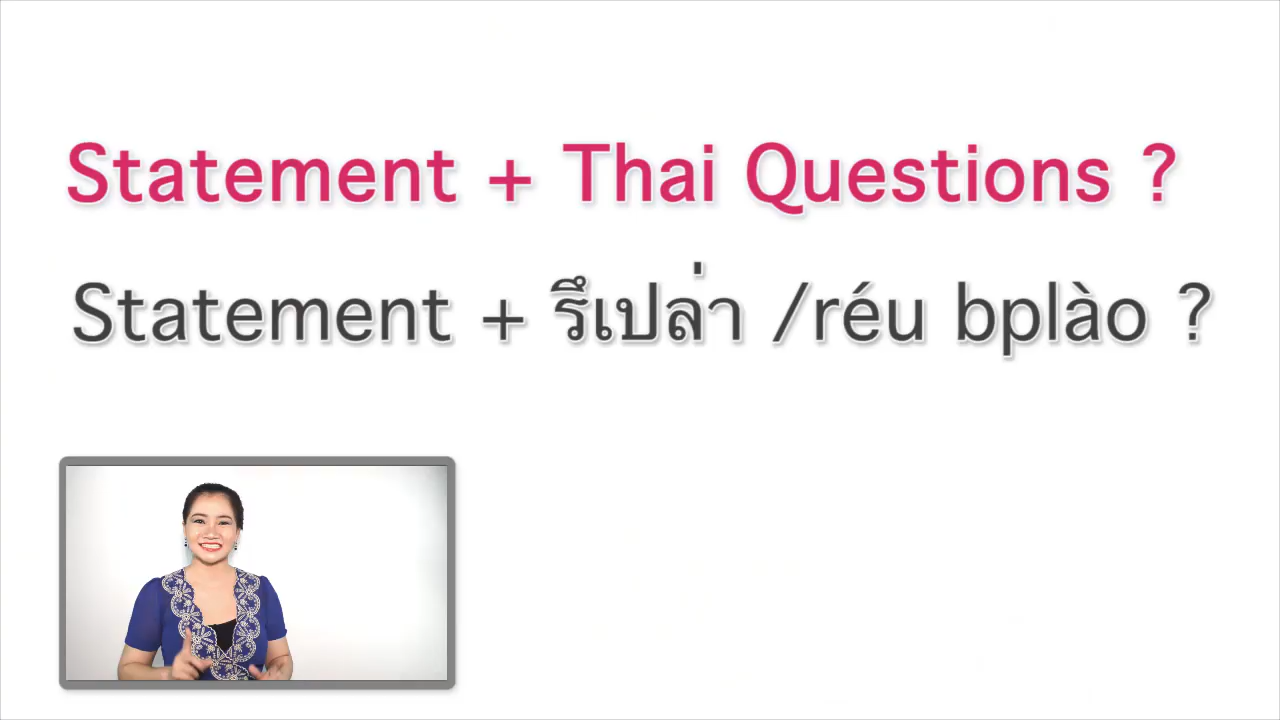 Statement + Thai Questions ?
Statement + รึเปล่า /réu bplào ?